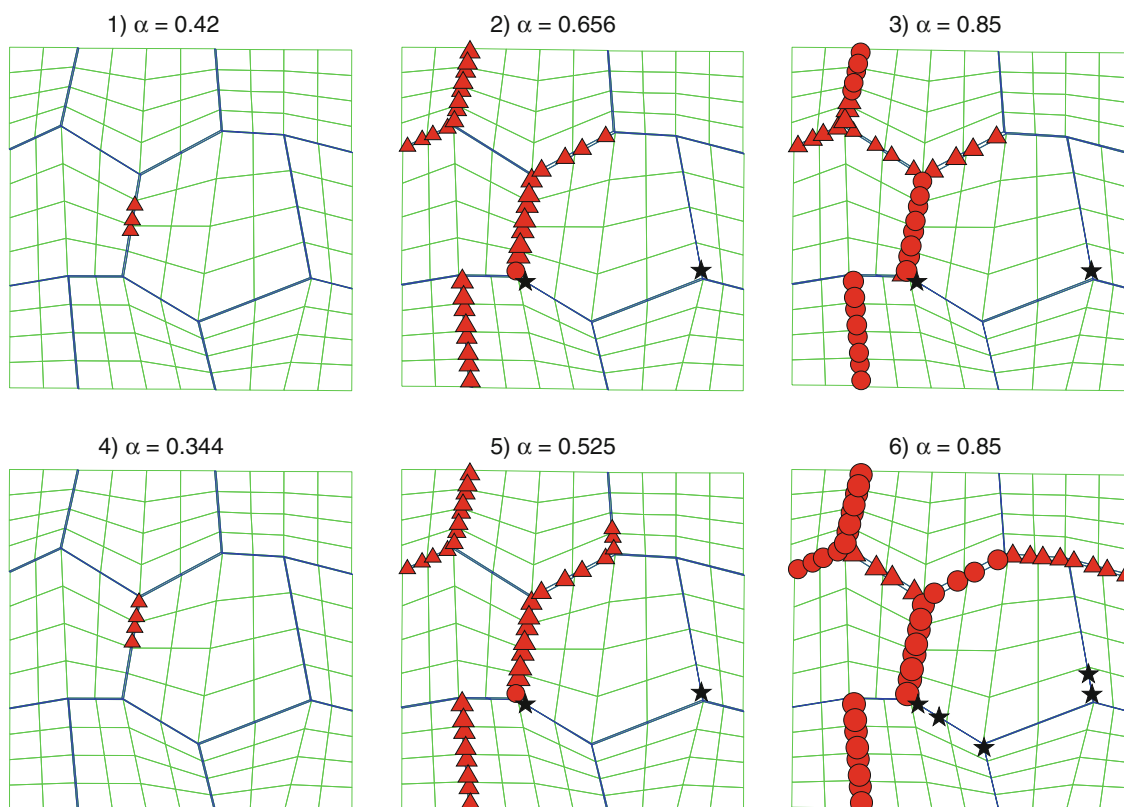 1) α = 0.42
2) α = 0.656
3) α = 0.85
4) α = 0.344
5) α = 0.525
6) α = 0.85